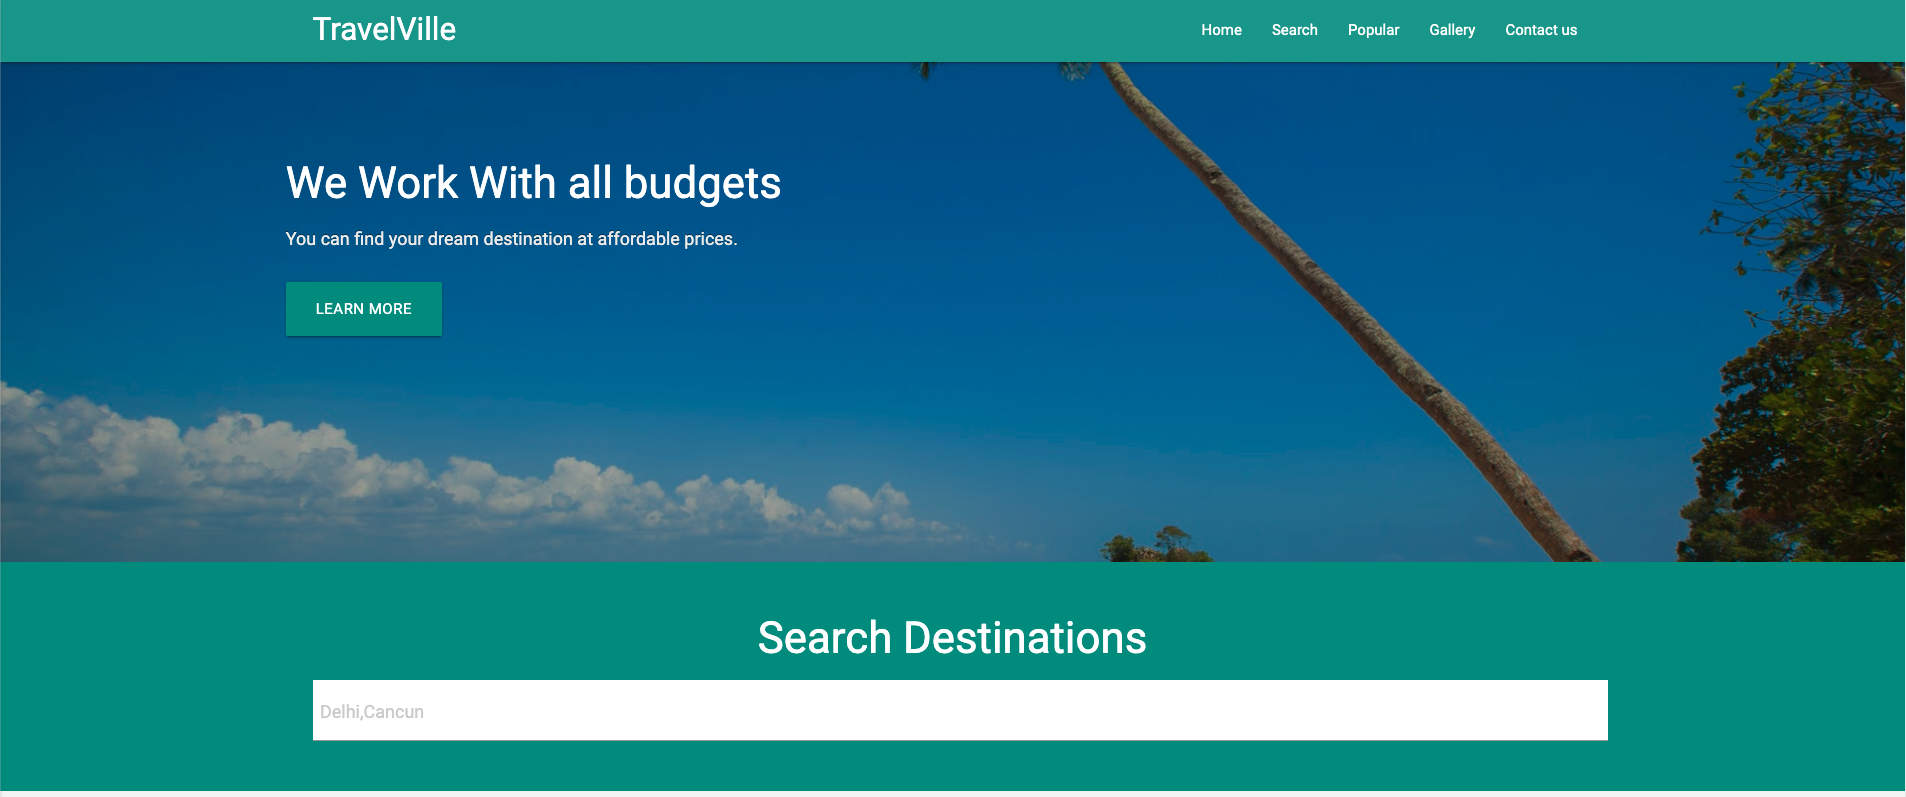 TravelVille
Home Search Popular Gallery Contact us
We Work With all budgets
You can find your dream destination at affordable prices.
LEARN MORE
Search Destinations
Delhi,Cancun